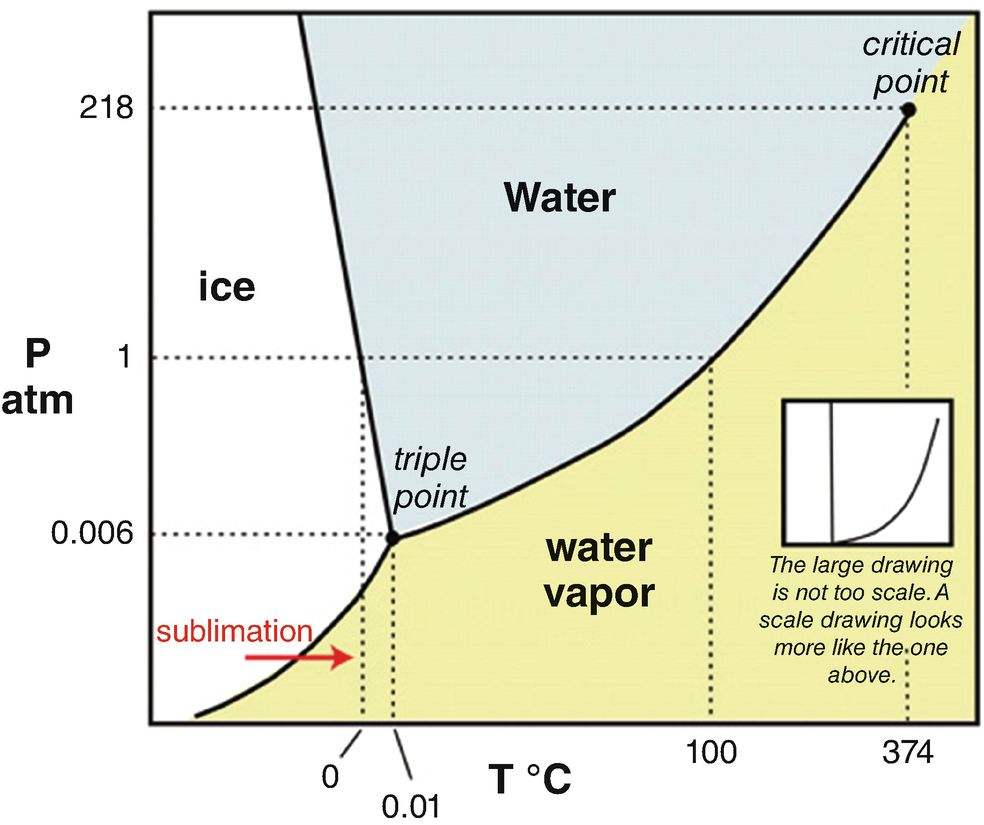 critical
point
218
Water
ice
P
atm
1
triple
point
0.006
water
vapor
The large drawing
is not too scale. A
scale drawing looks
more like the one
above.
sublimation
0
0.01
T °C
100
374